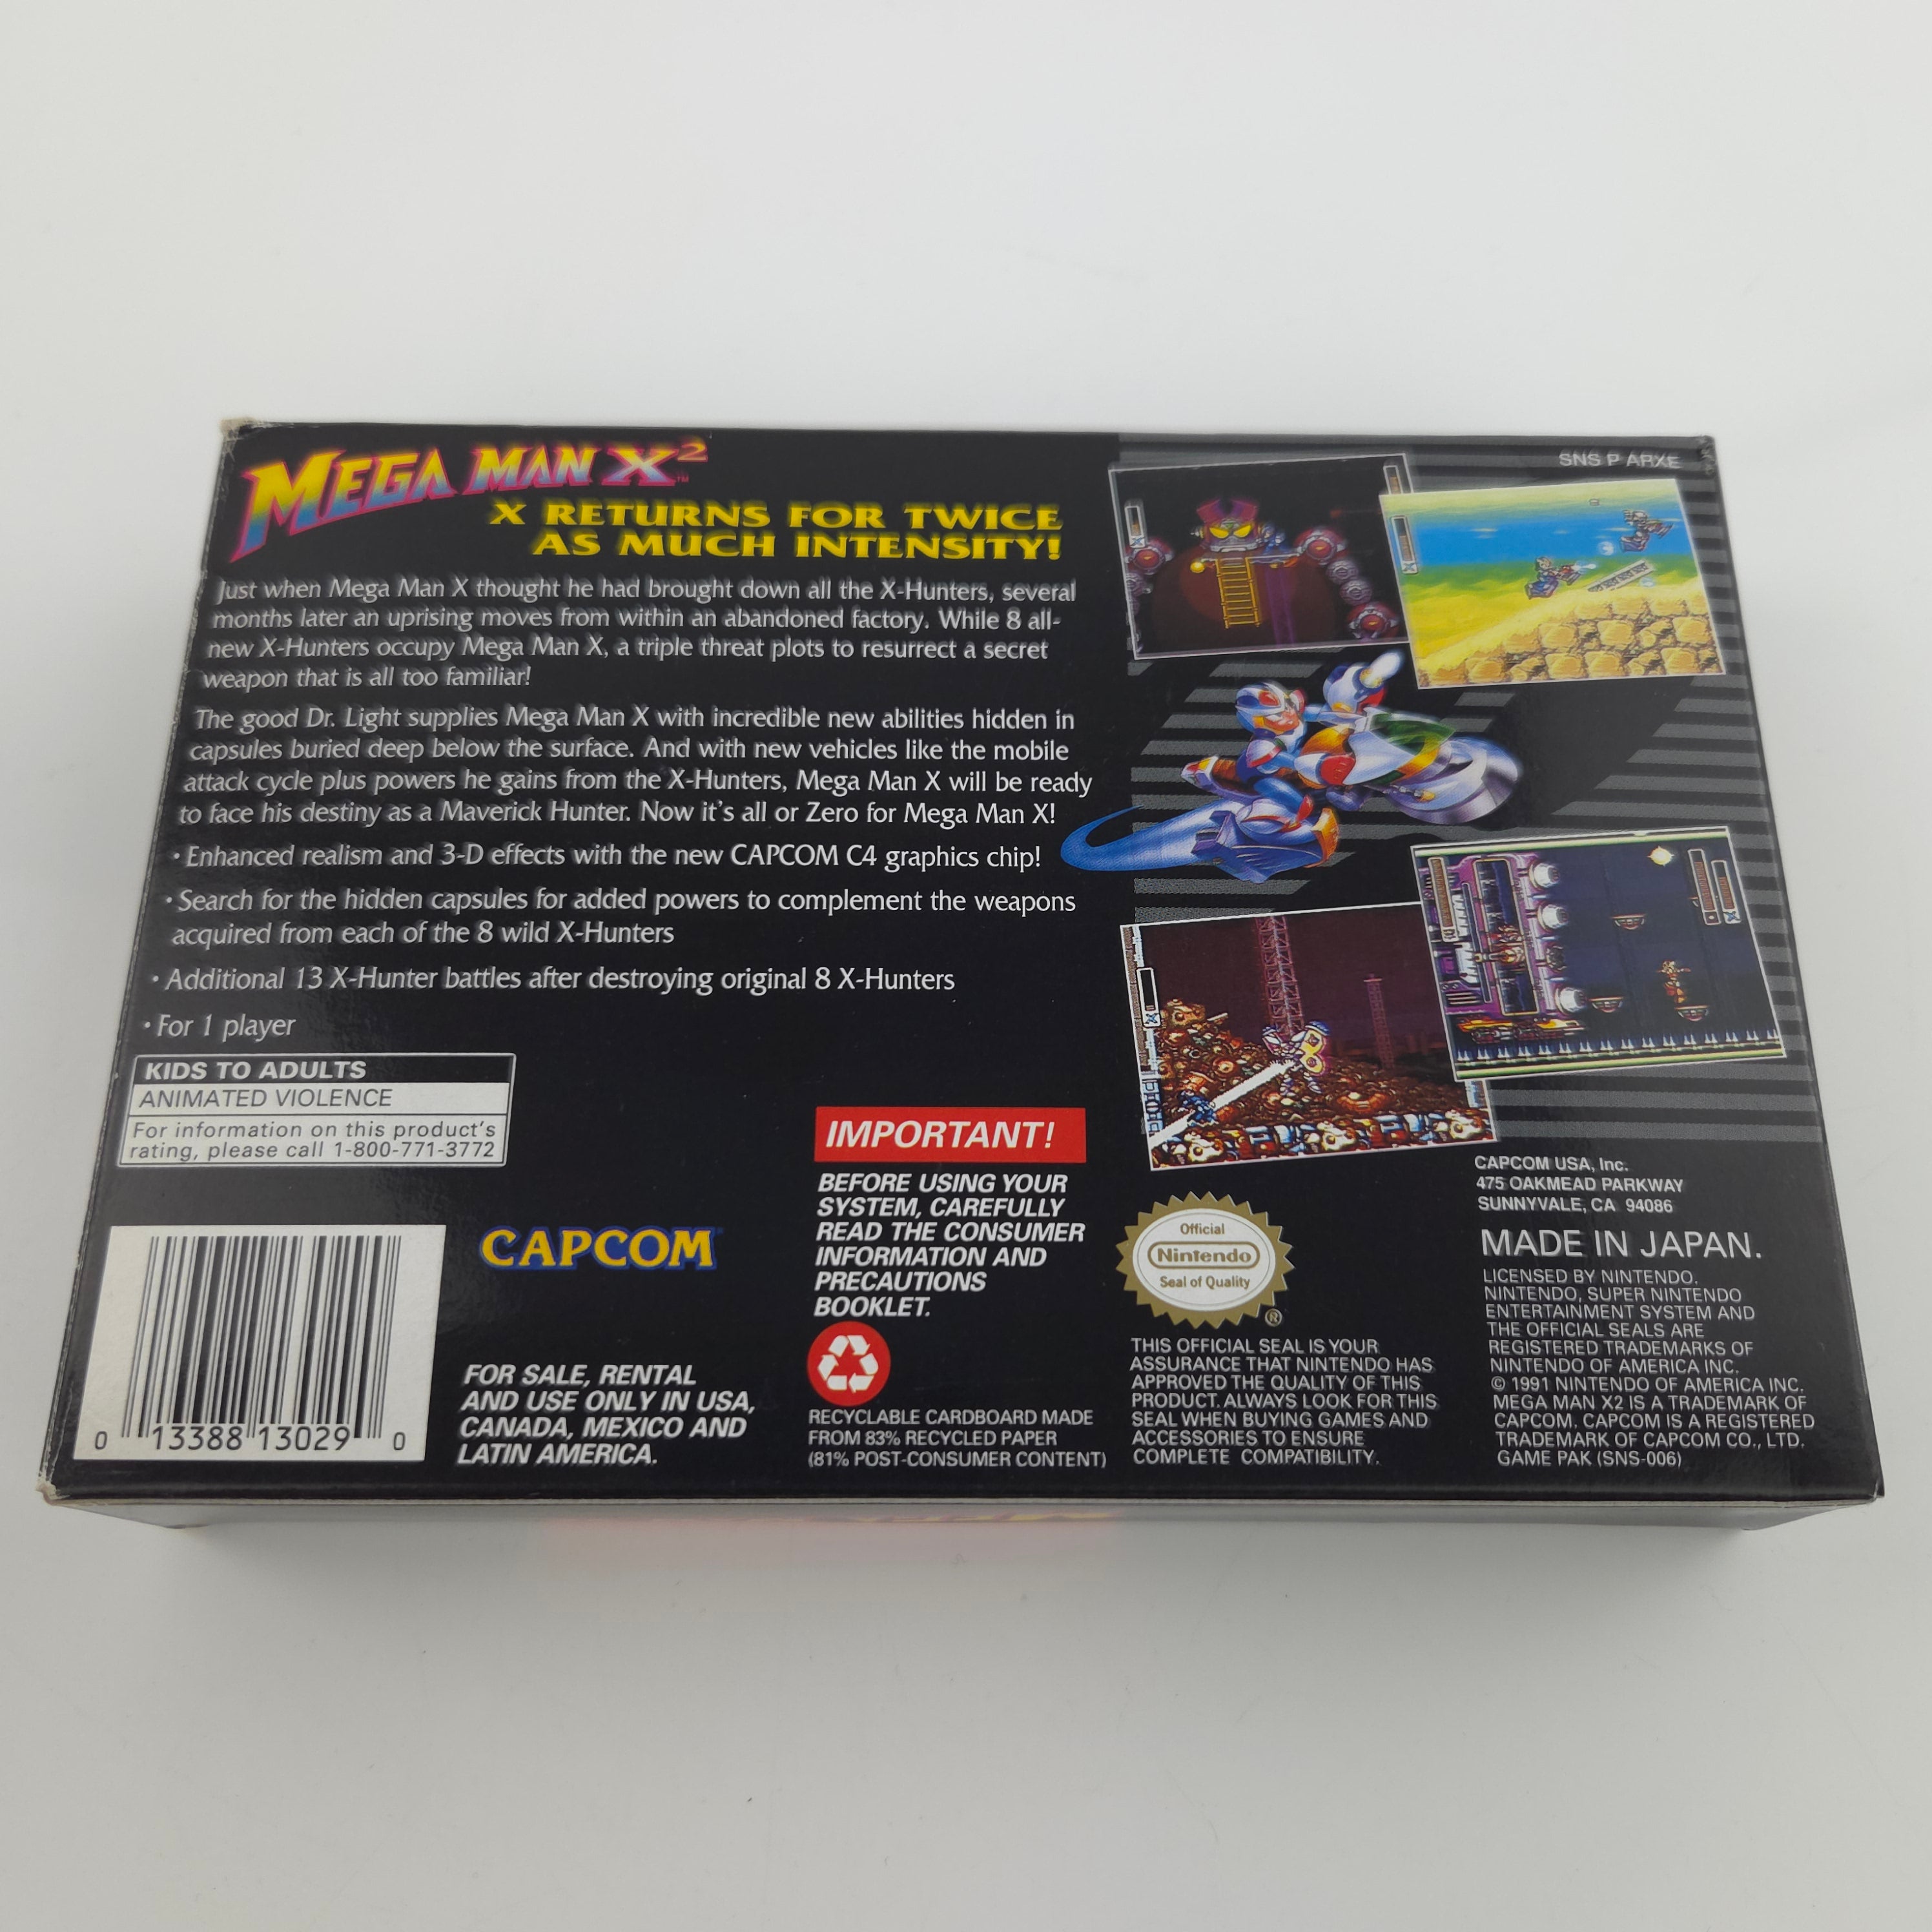 MEGA MAN X2™
X RETURNS FOR TWICE
AS MUCH INTENSITY!
SNS P ARXE
Just when Mega Man X thought he had brought down all the X-Hunters, several
months later an uprising moves from within an abandoned factory. While 8 all-
new X-Hunters occupy Mega Man X, a triple threat plots to resurrect a secret
weapon that is all too familiar!
The good Dr. Light supplies Mega Man X with incredible new abilities hidden in
capsules buried deep below the surface. And with new vehicles like the mobile
attack cycle plus powers he gains from the X-Hunters, Mega Man X will be ready
to face his destiny as a Maverick Hunter. Now it's all or Zero for Mega Man X!
• Enhanced realism and 3-D effects with the new CAPCOM C4 graphics chip!
• Search for the hidden capsules for added powers to complement the weapons
acquired from each of the 8 wild X-Hunters
• Additional 13 X-Hunter battles after destroying original 8 X-Hunters
• For 1 player
KIDS TO ADULTS
ANIMATED VIOLENCE
For information on this product's
rating, please call 1-800-771-3772
0 13388 13029 0
CAPCOM
FOR SALE, RENTAL
AND USE ONLY IN USA,
CANADA, MEXICO AND
LATIN AMERICA.
IMPORTANT!
BEFORE USING YOUR
SYSTEM, CAREFULLY
READ THE CONSUMER
INFORMATION AND
PRECAUTIONS
BOOKLET.
RECYCLABLE CARDBOARD MADE
FROM 83% RECYCLED PAPER
(81% POST-CONSUMER CONTENT)
Official
Nintendo
Seal of Quality
®
THIS OFFICIAL SEAL IS YOUR
ASSURANCE THAT NINTENDO HAS
APPROVED THE QUALITY OF THIS
PRODUCT. ALWAYS LOOK FOR THIS
SEAL WHEN BUYING GAMES AND
ACCESSORIES TO ENSURE
COMPLETE COMPATIBILITY.
CAPCOM USA, Inc.
475 OAKMEAD PARKWAY
SUNNYVALE, CA 94086
MADE IN JAPAN.
LICENSED BY NINTENDO.
NINTENDO, SUPER NINTENDO
ENTERTAINMENT SYSTEM AND
THE OFFICIAL SEALS ARE
REGISTERED TRADEMARKS OF
NINTENDO OF AMERICA INC.
© 1991 NINTENDO OF AMERICA INC.
MEGA MAN X2 IS A TRADEMARK OF
CAPCOM. CAPCOM IS A REGISTERED
TRADEMARK OF CAPCOM CO., LTD.
GAME PAK (SNS-006)